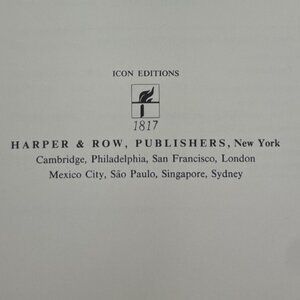 ICON EDITIONS
1817
HARPER & ROW, PUBLISHERS, New York
Cambridge, Philadelphia, San Francisco, London
Mexico City, São Paulo, Singapore, Sydney